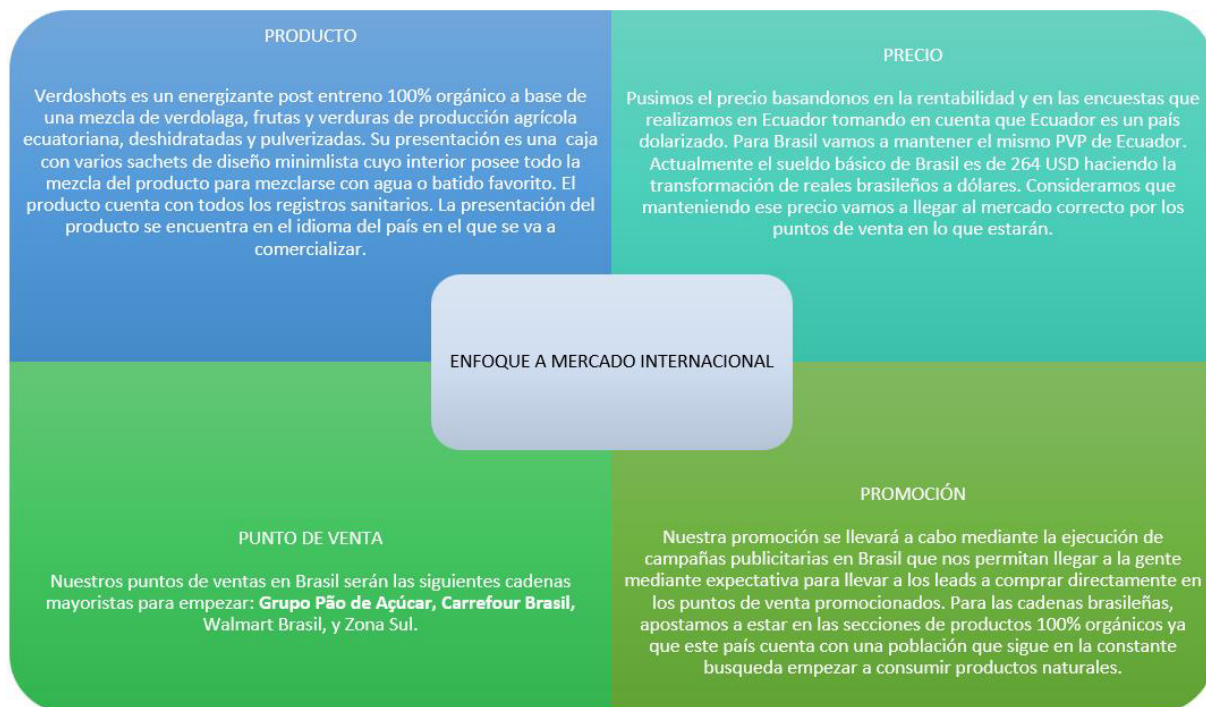 PRODUCTO
Verdoshots es un energizante post entreno 100% orgánico a base de
una mezcla de verdolaga, frutas y verduras de producción agrícola
ecuatoriana, deshidratadas y pulverizadas. Su presentación es una caja
con varios sachets de diseño minimlista cuyo interior posee todo la
mezcla del producto para mezclarse con agua o batido favorito. El
producto cuenta con todos los registros sanitarios. La presentación del
producto se encuentra en el idioma del país en el que se va a
comercializar.
PRECIO
Pusimos el precio basandonos en la rentabilidad y en las encuestas que
realizamos en Ecuador tomando en cuenta que Ecuador es un país
dolarizado. Para Brasil vamos a mantener el mismo PVP de Ecuador.
Actualmente el sueldo básico de Brasil es de 264 USD haciendo la
transformación de reales brasileños a dólares. Consideramos que
manteniendo ese precio vamos a llegar al mercado correcto por los
puntos de venta en lo que estarán.
ENFOQUE A MERCADO INTERNACIONAL
PUNTO DE VENTA
Nuestros puntos de ventas en Brasil serán las siguientes cadenas
mayoristas para empezar: Grupo Pão de Açúcar, Carrefour Brasil,
Walmart Brasil, y Zona Sul.
PROMOCIÓN
Nuestra promoción se llevará a cabo mediante la ejecución de
campañas publicitarias en Brasil que nos permitan llegar a la gente
mediante expectativa para llevar a los leads a comprar directamente en
los puntos de venta promocionados. Para las cadenas brasileñas,
apostamos a estar en las secciones de productos 100% orgánicos ya
que este país cuenta con una población que sigue en la constante
busqueda empezar a consumir productos naturales.